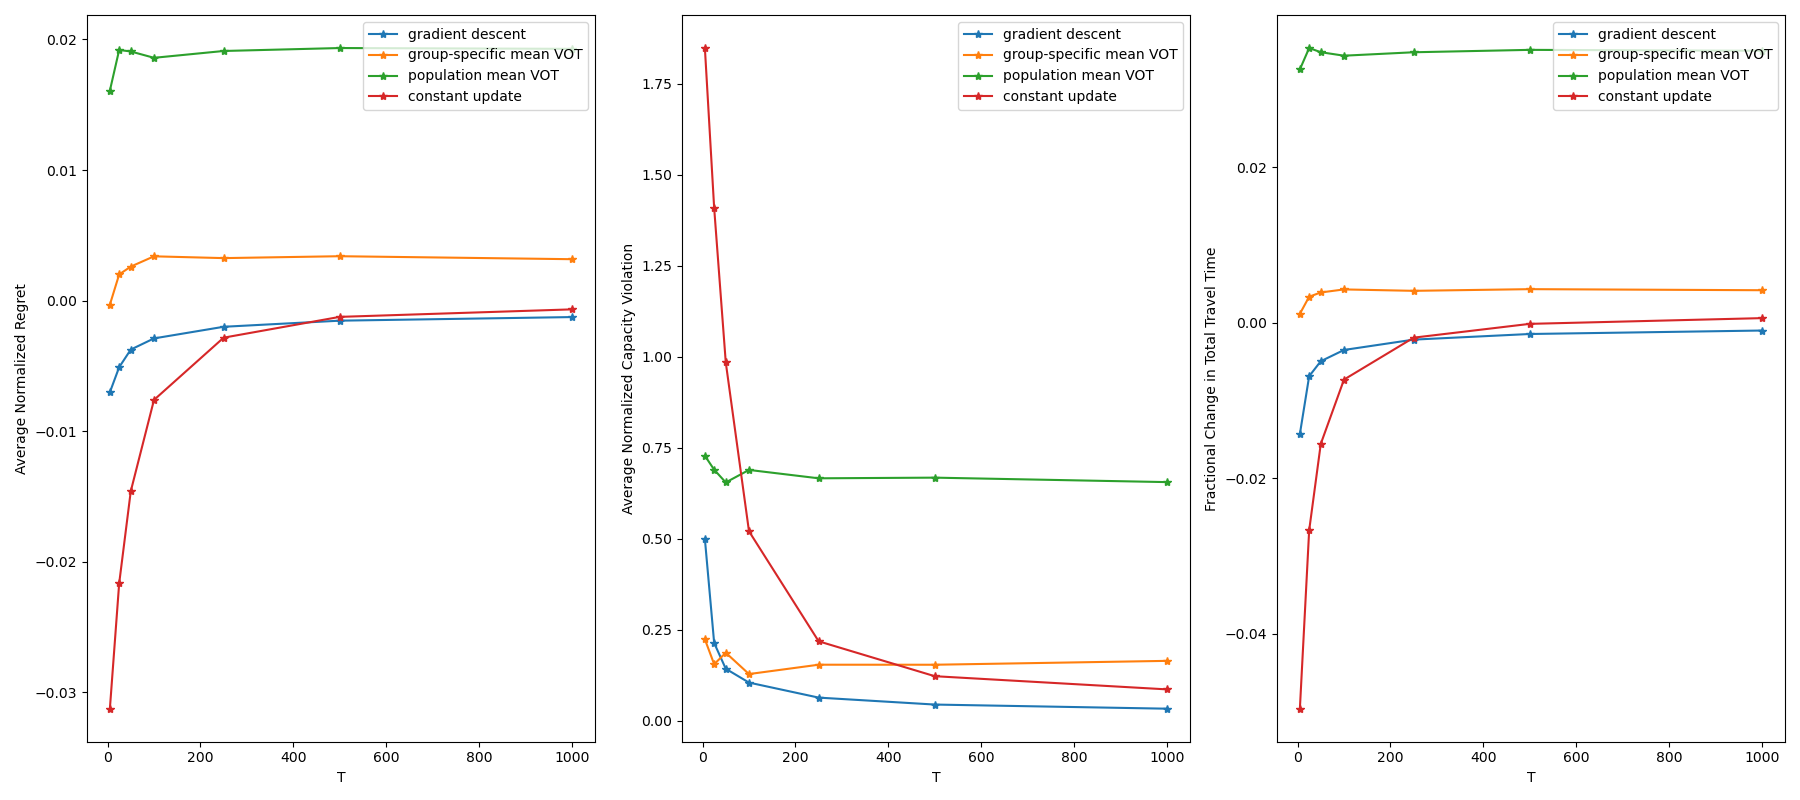 Average Normalized Regret
0.02
0.01
0.00
−0.01
−0.02
−0.03
0
200
400
600
800
1000
T
gradient descent
group-specific mean VOT
population mean VOT
constant update
Average Normalized Capacity Violation
1.75
1.50
1.25
1.00
0.75
0.50
0.25
0.00
0
200
400
600
800
1000
T
gradient descent
group-specific mean VOT
population mean VOT
constant update
Fractional Change in Total Travel Time
0.02
0.00
−0.02
−0.04
0
200
400
600
800
1000
T
gradient descent
group-specific mean VOT
population mean VOT
constant update